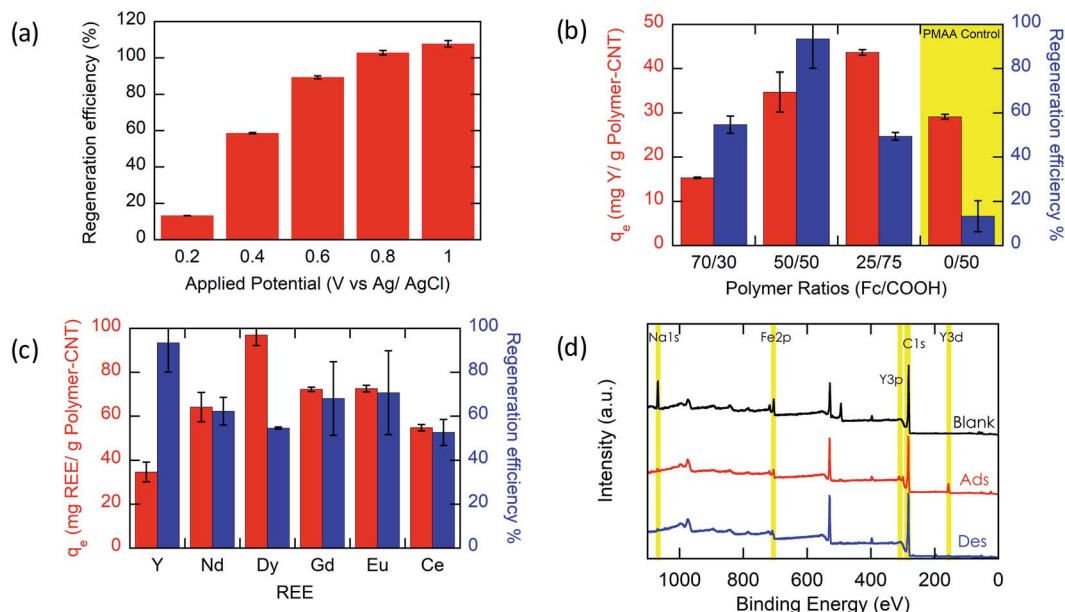 (a)
Regeneration efficiency (%)
120
100
80
60
40
20
0
0.2 0.4 0.6 0.8 1
Applied Potential (V vs Ag/ AgCl)
(b)
qe (mg Y/ g Polymer-CNT)
50
40
30
20
10
0
PMAA Control
100
80
60
40
20
0
Regeneration efficiency %
70/30 50/50 25/75 0/50
Polymer Ratios (Fc/COOH)
(c)
qe (mg REE/ g Polymer-CNT)
100
80
60
40
20
0
100
80
60
40
20
0
Regeneration efficiency %
Y Nd Dy Gd Eu Ce
REE
(d)
Intensity (a.u.)
Na1s Fe2p Y3p C1s Y3d
Blank
Ads
Des
1000 800 600 400 200 0
Binding Energy (eV)